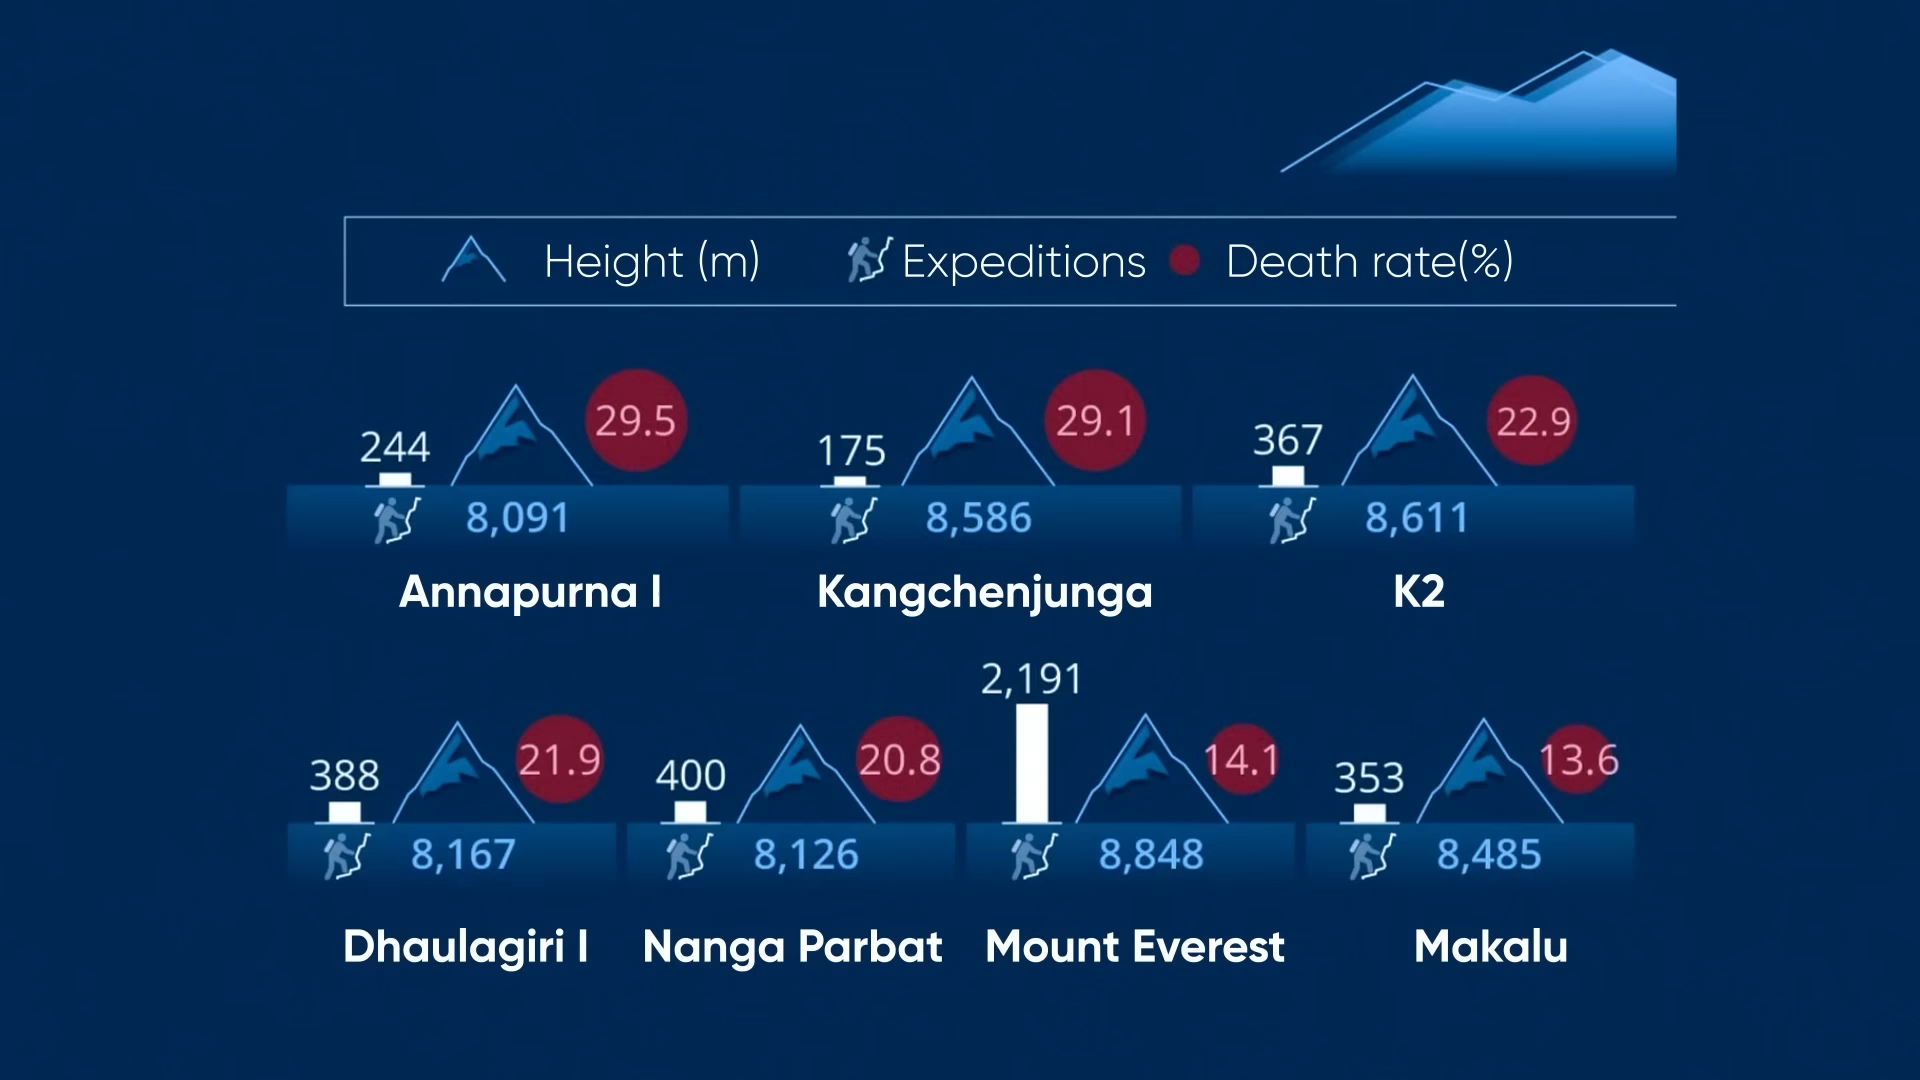 Height (m) Expeditions Death rate(%)
244 29.5
8,091
Annapurna I
175 29.1
8,586
Kangchenjunga
367 22.9
8,611
K2
388 21.9
8,167
Dhaulagiri I
400 20.8
8,126
Nanga Parbat
2,191
14.1
8,848
Mount Everest
353 13.6
8,485
Makalu